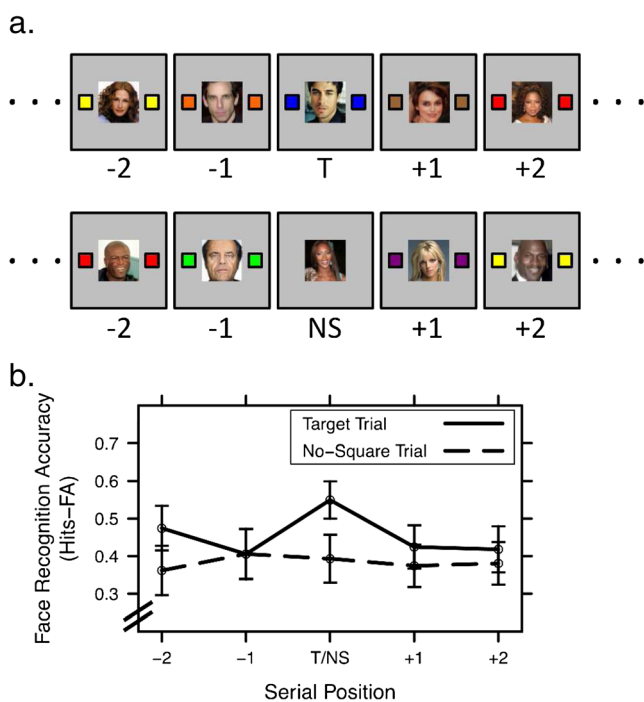 a.
. . .
. . .
-2 -1 T +1 +2
. . .
. . .
-2 -1 NS +1 +2
b.
Face Recognition Accuracy
(Hits−FA)
Target Trial
No−Square Trial
0.7
0.6
0.5
0.4
0.3
−2 −1 T/NS +1 +2
Serial Position